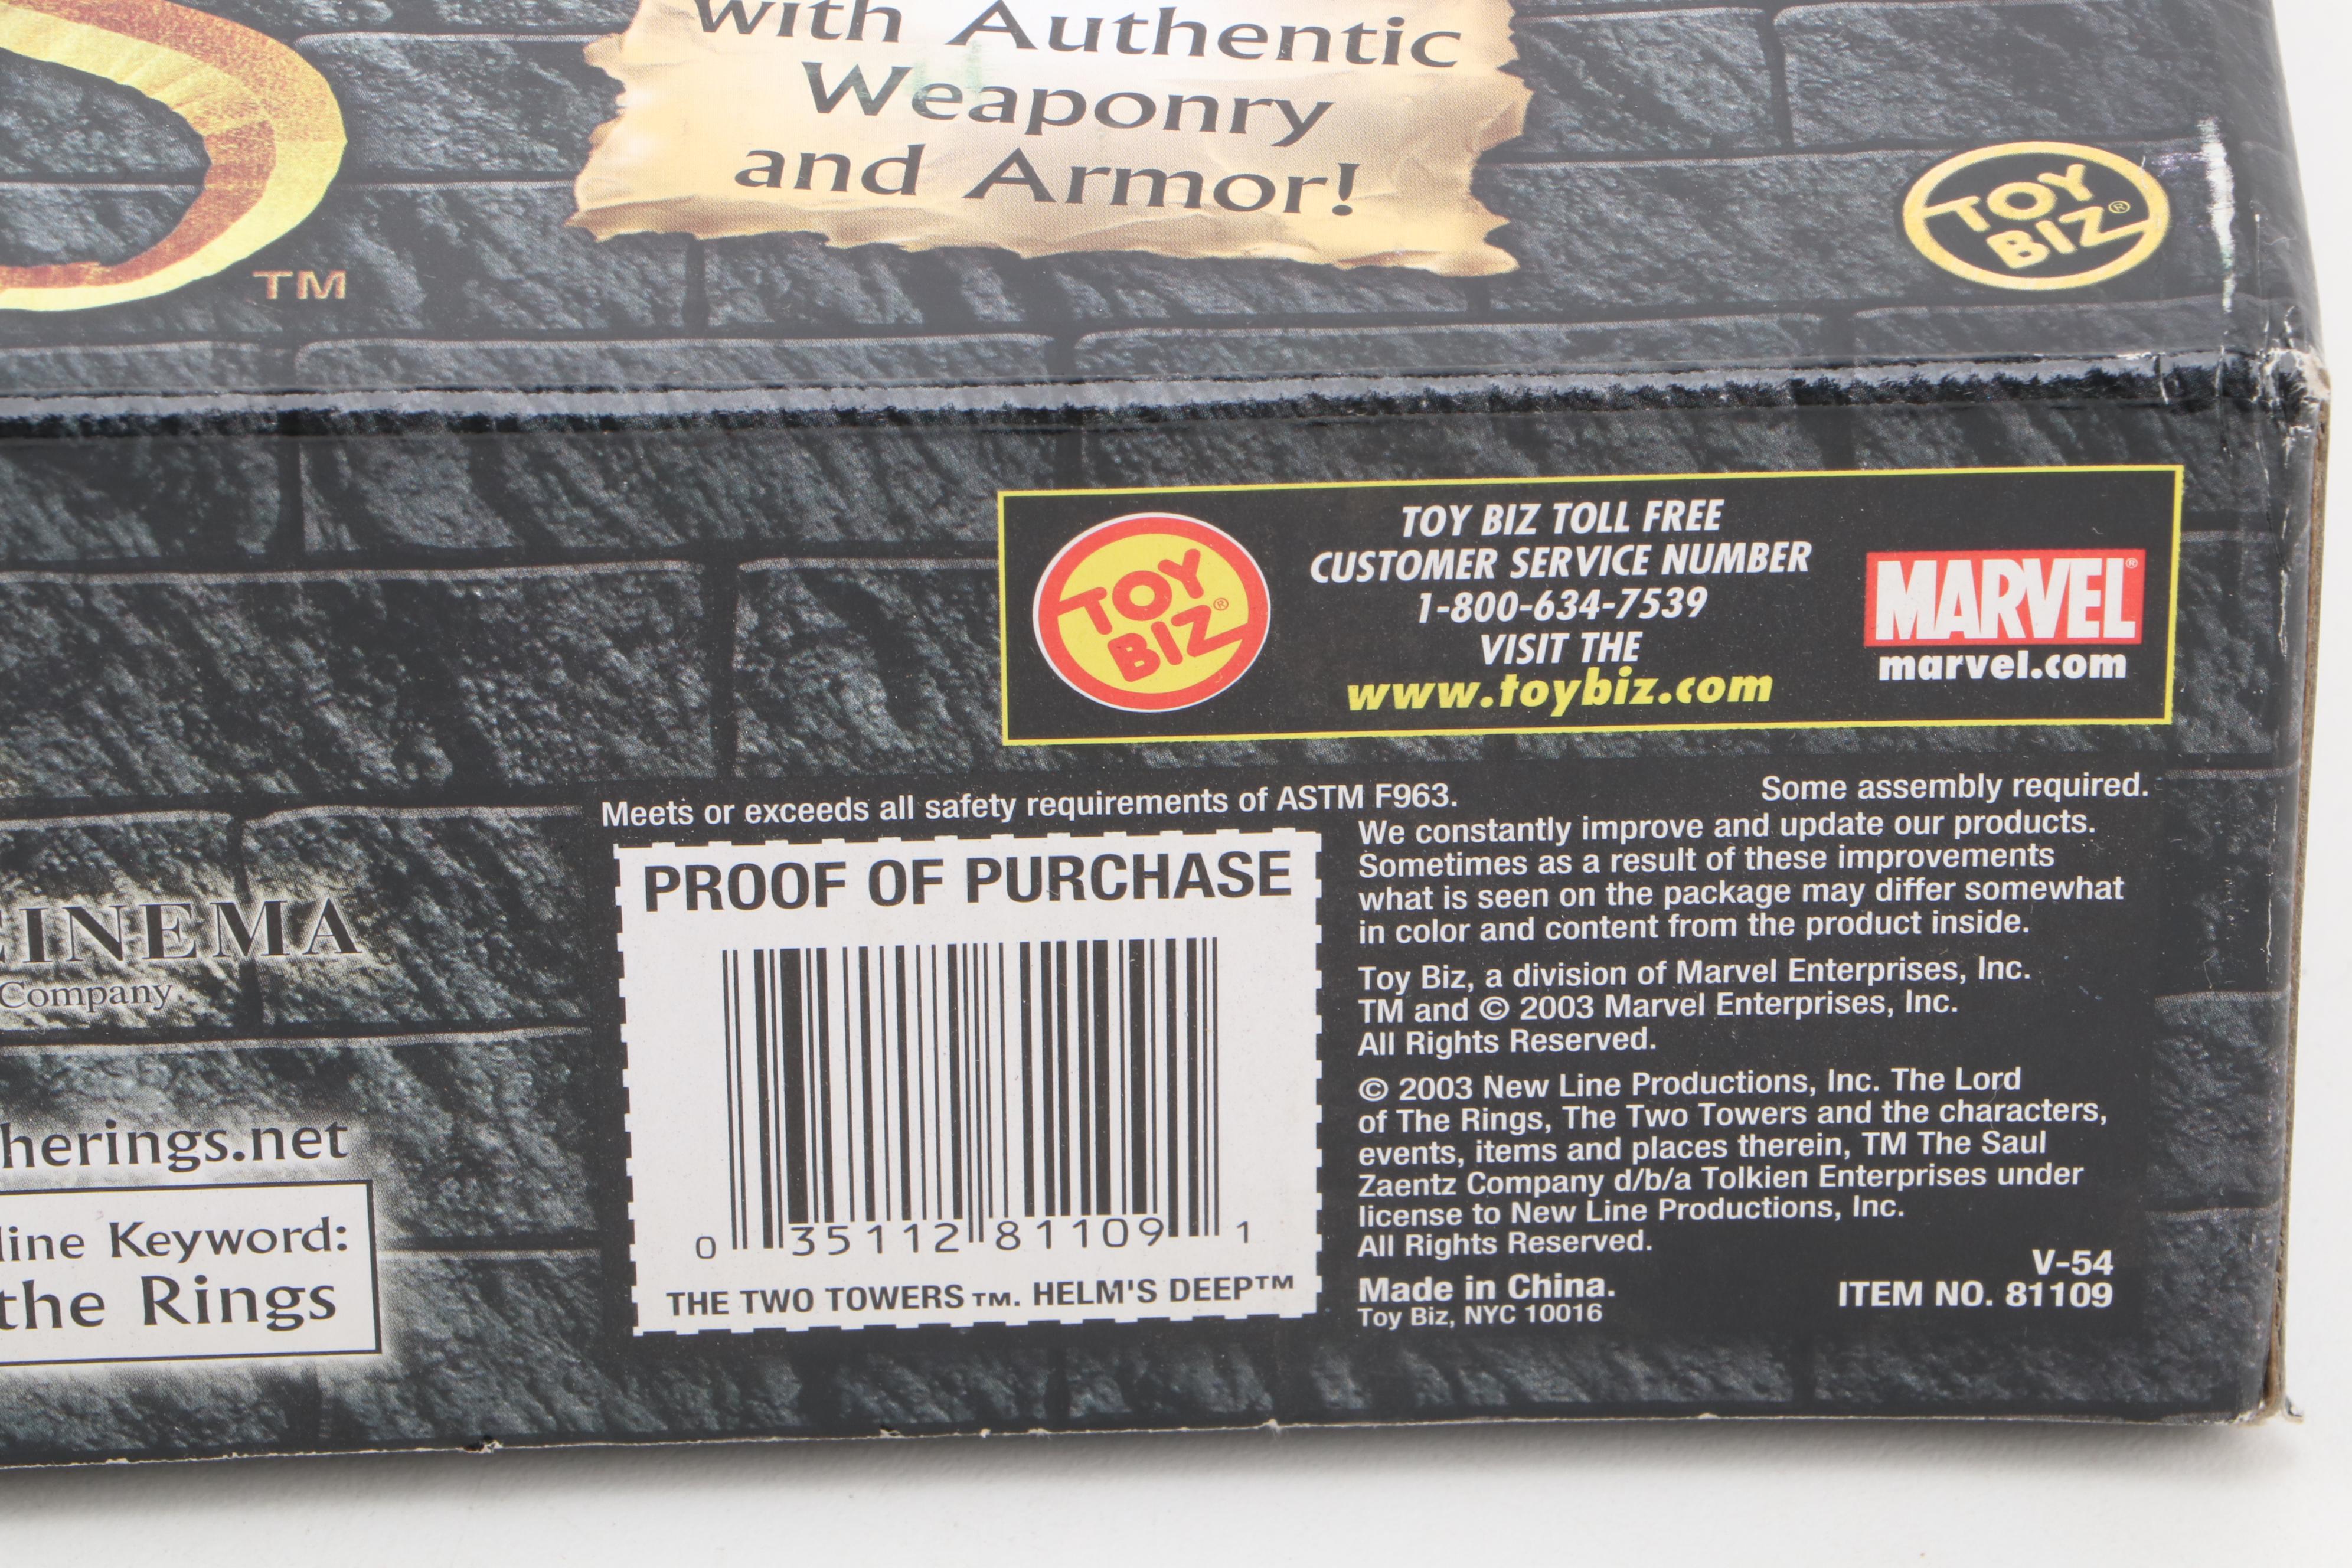 S
TM
with Authentic
Weaponry
and Armor!
TOY
BIZ®
TOY
BIZ®
TOY BIZ TOLL FREE
CUSTOMER SERVICE NUMBER
1-800-634-7539
VISIT THE
www.toybiz.com
MARVEL®
marvel.com
Meets or exceeds all safety requirements of ASTM F963.
Some assembly required.
PROOF OF PURCHASE
0 35112 81109 1
THE TWO TOWERS TM. HELM'S DEEP™
We constantly improve and update our products.
Sometimes as a result of these improvements
what is seen on the package may differ somewhat
in color and content from the product inside.
Toy Biz, a division of Marvel Enterprises, Inc.
TM and © 2003 Marvel Enterprises, Inc.
All Rights Reserved.
© 2003 New Line Productions, Inc. The Lord
of The Rings, The Two Towers and the characters,
events, items and places therein, TM The Saul
Zaentz Company d/b/a Tolkien Enterprises under
license to New Line Productions, Inc.
All Rights Reserved.
Made in China.
Toy Biz, NYC 10016
V-54
ITEM NO. 81109
CINEMA
Company
herings.net
line Keyword:
the Rings